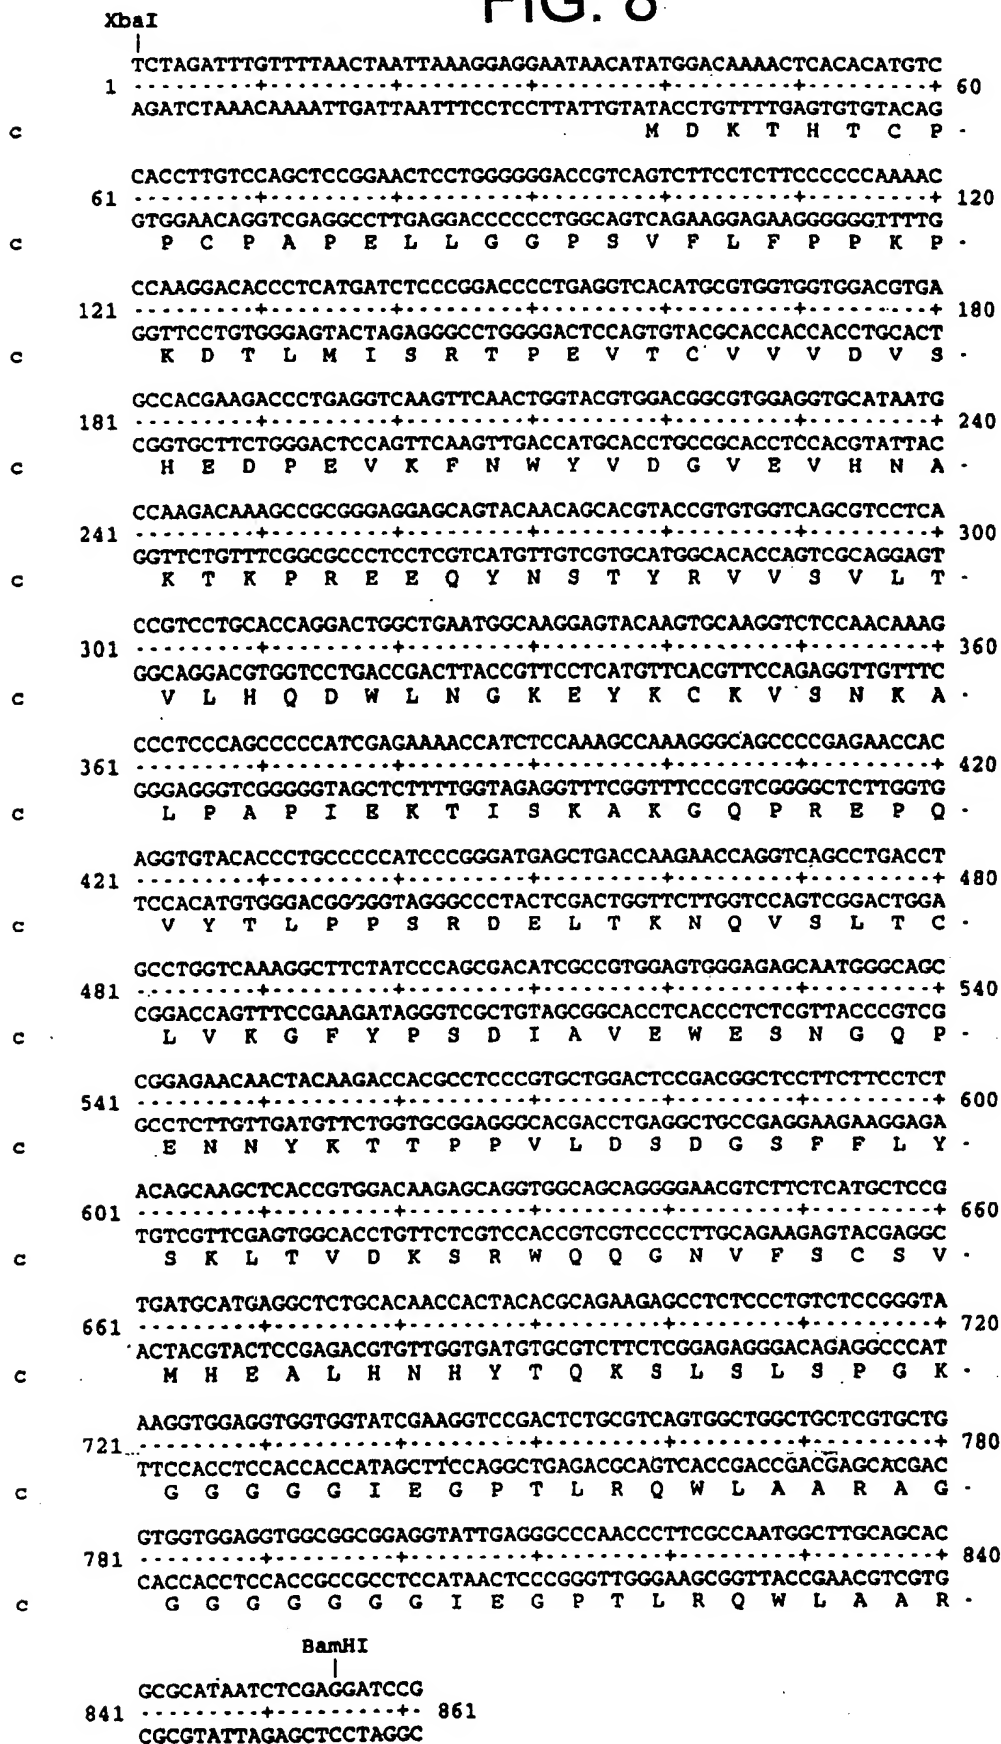 FIG. 8
XbaI
|
TCTAGATTTGTTTTAACTAATTAAAGGAGGAATAACATATGGACAAAACTCACACATGTC
1 ---------+---------+---------+---------+---------+---------+ 60
AGATCTAAACAAAATTGATTAATTTCCTCCTTATTGTATACCTGTTTTGAGTGTGTACAG
c M D K T H T C P -
CACCTTGTCCAGCTCCGGAACTCCTGGGGGGACCGTCAGTCTTCCTCTTCCCCCCAAAAC
61 ---------+---------+---------+---------+---------+---------+ 120
GTGGAACAGGTCGAGGCCTTGAGGACCCCCCTGGCAGTCAGAAGGAGAAGGGGGGTTTTG
c P C P A P E L L G G P S V F L F P P K P -
CCAAGGACACCCTCATGATCTCCCGGACCCCTGAGGTCACATGCGTGGTGGTGGACGTGA
121 ---------+---------+---------+---------+---------+---------+ 180
GGTTCCTGTGGGAGTACTAGAGGGCCTGGGGACTCCAGTGTACGCACCACCACCTGCACT
c K D T L M I S R T P E V T C V V V D V S -
GCCACGAAGACCCTGAGGTCAAGTTCAACTGGTACGTGGACGGCGTGGAGGTGCATAATG
181 ---------+---------+---------+---------+---------+---------+ 240
CGGTGCTTCTGGGACTCCAGTTCAAGTTGACCATGCACCTGCCGCACCTCCACGTATTAC
c H E D P E V K F N W Y V D G V E V H N A -
CCAAGACAAAGCCGCGGGAGGAGCAGTACAACAGCACGTACCGTGTGGTCAGCGTCCTCA
241 ---------+---------+---------+---------+---------+---------+ 300
GGTTCTGTTTCGGCGCCCTCCTCGTCATGTTGTCGTGCATGGCACACCAGTCGCAGGAGT
c K T K P R E E Q Y N S T Y R V V S V L T -
CCGTCCTGCACCAGGACTGGCTGAATGGCAAGGAGTACAAGTGCAAGGTCTCCAACAAAG
301 ---------+---------+---------+---------+---------+---------+ 360
GGCAGGACGTGGTCCTGACCGACTTACCGTTCCTCATGTTCACGTTCCAGAGGTTGTTTC
c V L H Q D W L N G K E Y K C K V S N K A -
CCCTCCCAGCCCCCATCGAGAAAACCATCTCCAAAGCCAAAGGGCAGCCCCGAGAACCAC
361 ---------+---------+---------+---------+---------+---------+ 420
GGGAGGGTCGGGGGTAGCTCTTTTGGTAGAGGTTTCGGTTTCCCGTCGGGGCTCTTGGTG
c L P A P I E K T I S K A K G Q P R E P Q -
AGGTGTACACCCTGCCCCCATCCCGGGATGAGCTGACCAAGAACCAGGTCAGCCTGACCT
421 ---------+---------+---------+---------+---------+---------+ 480
TCCACATGTGGGACGGGGGTAGGGCCCTACTCGACTGGTTCTTGGTCCAGTCGGACTGGA
c V Y T L P P S R D E L T K N Q V S L T C -
GCCTGGTCAAAGGCTTCTATCCCAGCGACATCGCCGTGGAGTGGGAGAGCAATGGGCAGC
481 ---------+---------+---------+---------+---------+---------+ 540
CGGACCAGTTTCCGAAGATAGGGTCGCTGTAGCGGCACCTCACCCTCTCGTTACCCGTCG
c L V K G F Y P S D I A V E W E S N G Q P -
CGGAGAACAACTACAAGACCACGCCTCCCGTGCTGGACTCCGACGGCTCCTTCTTCCTCT
541 ---------+---------+---------+---------+---------+---------+ 600
GCCTCTTGTTGATGTTCTGGTGCGGAGGGCACGACCTGAGGCTGCCGAGGAAGAAGGAGA
c E N N Y K T T P P V L D S D G S F F L Y -
ACAGCAAGCTCACCGTGGACAAGAGCAGGTGGCAGCAGGGGAACGTCTTCTCATGCTCCG
601 ---------+---------+---------+---------+---------+---------+ 660
TGTCGTTCGAGTGGCACCTGTTCTCGTCCACCGTCGTCCCCTTGCAGAAGAGTACGAGGC
c S K L T V D K S R W Q Q G N V F S C S V -
TGATGCATGAGGCTCTGCACAACCACTACACGCAGAAGAGCCTCTCCCTGTCTCCGGGTA
661 ---------+---------+---------+---------+---------+---------+ 720
ACTACGTACTCCGAGACGTGTTGGTGATGTGCGTCTTCTCGGAGAGGGACAGAGGCCCAT
c M H E A L H N H Y T Q K S L S L S P G K -
AAGGTGGAGGTGGTGGTATCGAAGGTCCGACTCTGCGTCAGTGGCTGGCTGCTCGTGCTG
721 ---------+---------+---------+---------+---------+---------+ 780
TTCCACCTCCACCACCATAGCTTCCAGGCTGAGACGCAGTCACCGACCGACGAGCACGAC
c G G G G G I E G P T L R Q W L A A R A G -
GTGGTGGAGGTGGCGGCGGAGGTATTGAGGGCCCAACCCTTCGCCAATGGCTTGCAGCAC
781 ---------+---------+---------+---------+---------+---------+ 840
CACCACCTCCACCGCCGCCTCCATAACTCCCGGGTTGGGAAGCGGTTACCGAACGTCGTG
c G G G G G G G I E G P T L R Q W L A A R -
BamHI
|
GCGCATAATCTCGAGGATCCG
841 ---------+---------+- 861
CGCGTATTAGAGCTCCTAGGC